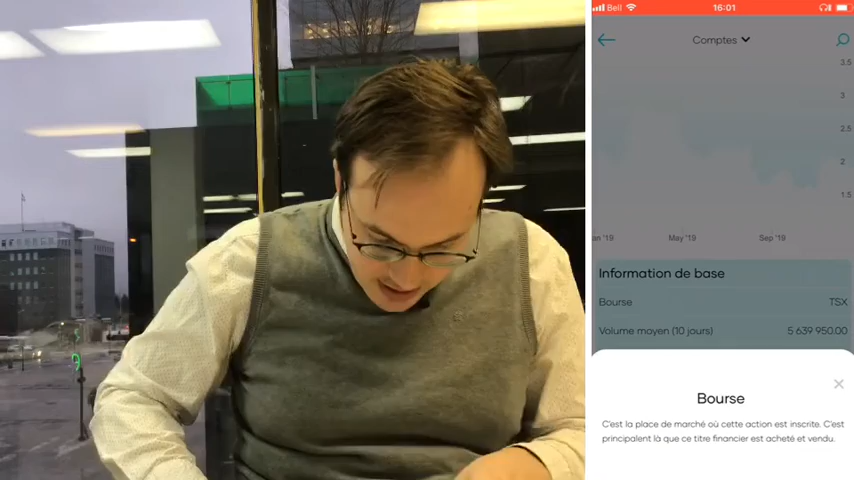 Bell 16:01
Comptes
3.5
3
2.5
2
1.5
an '19 May '19 Sep '19
Information de base
Bourse TSX
Volume moyen (10 jours) 5 639 950.00
Bourse
C'est la place de marché où cette action est inscrite. C'est
principalent là que ce titre financier est acheté et vendu.